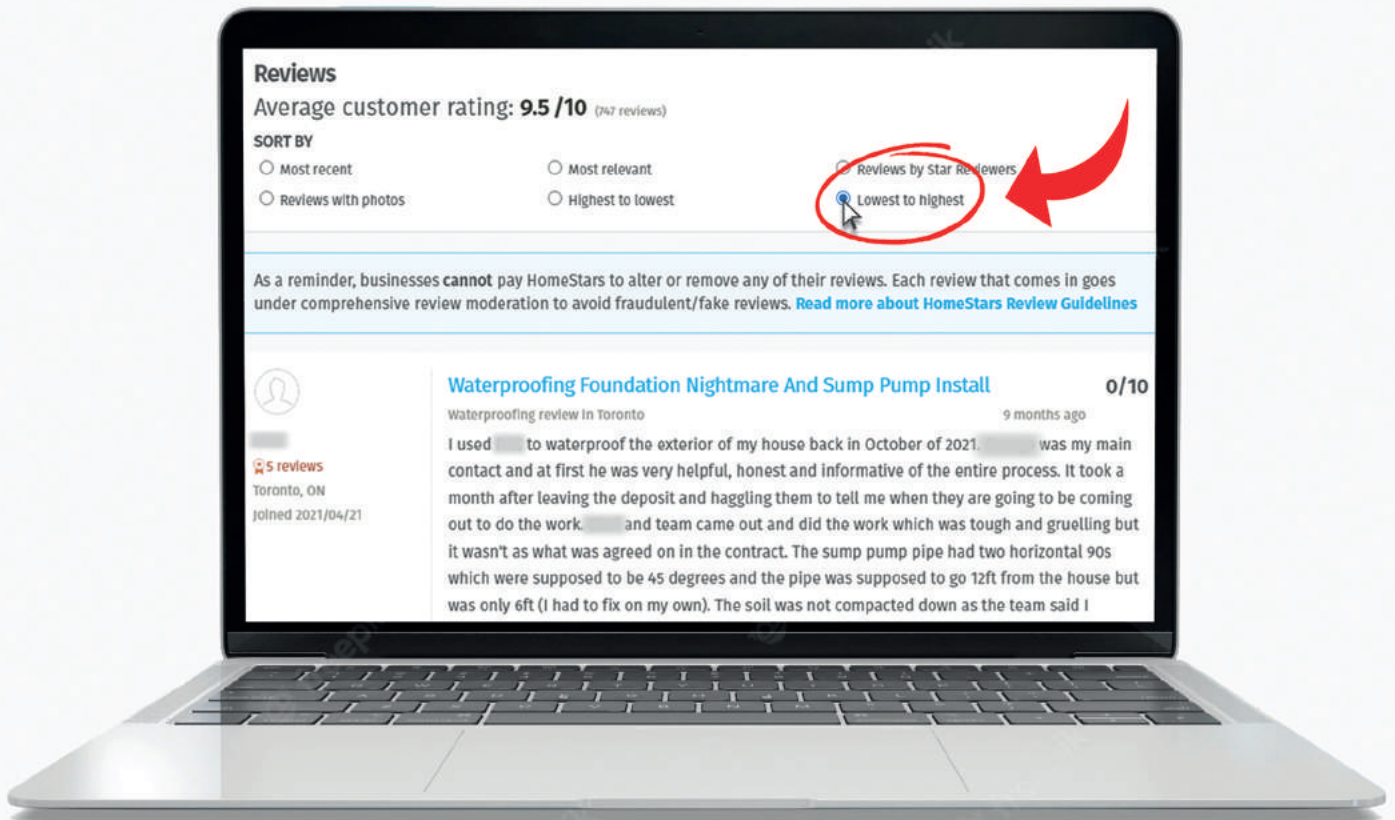 Reviews
Average customer rating: 9.5 /10 (747 reviews)
SORT BY
Most recent
Most relevant
Reviews by Star Reviewers
Reviews with photos
Highest to lowest
Lowest to highest
As a reminder, businesses cannot pay HomeStars to alter or remove any of their reviews. Each review that comes in goes
under comprehensive review moderation to avoid fraudulent/fake reviews. Read more about HomeStars Review Guidelines
Waterproofing Foundation Nightmare And Sump Pump Install 0/10
Waterproofing review in Toronto 9 months ago
5 reviews
Toronto, ON
Joined 2021/04/21
I used to waterproof the exterior of my house back in October of 2021. was my main
contact and at first he was very helpful, honest and informative of the entire process. It took a
month after leaving the deposit and haggling them to tell me when they are going to be coming
out to do the work. and team came out and did the work which was tough and gruelling but
it wasn't as what was agreed on in the contract. The sump pump pipe had two horizontal 90s
which were supposed to be 45 degrees and the pipe was supposed to go 12ft from the house but
was only 6ft (I had to fix on my own). The soil was not compacted down as the team said I